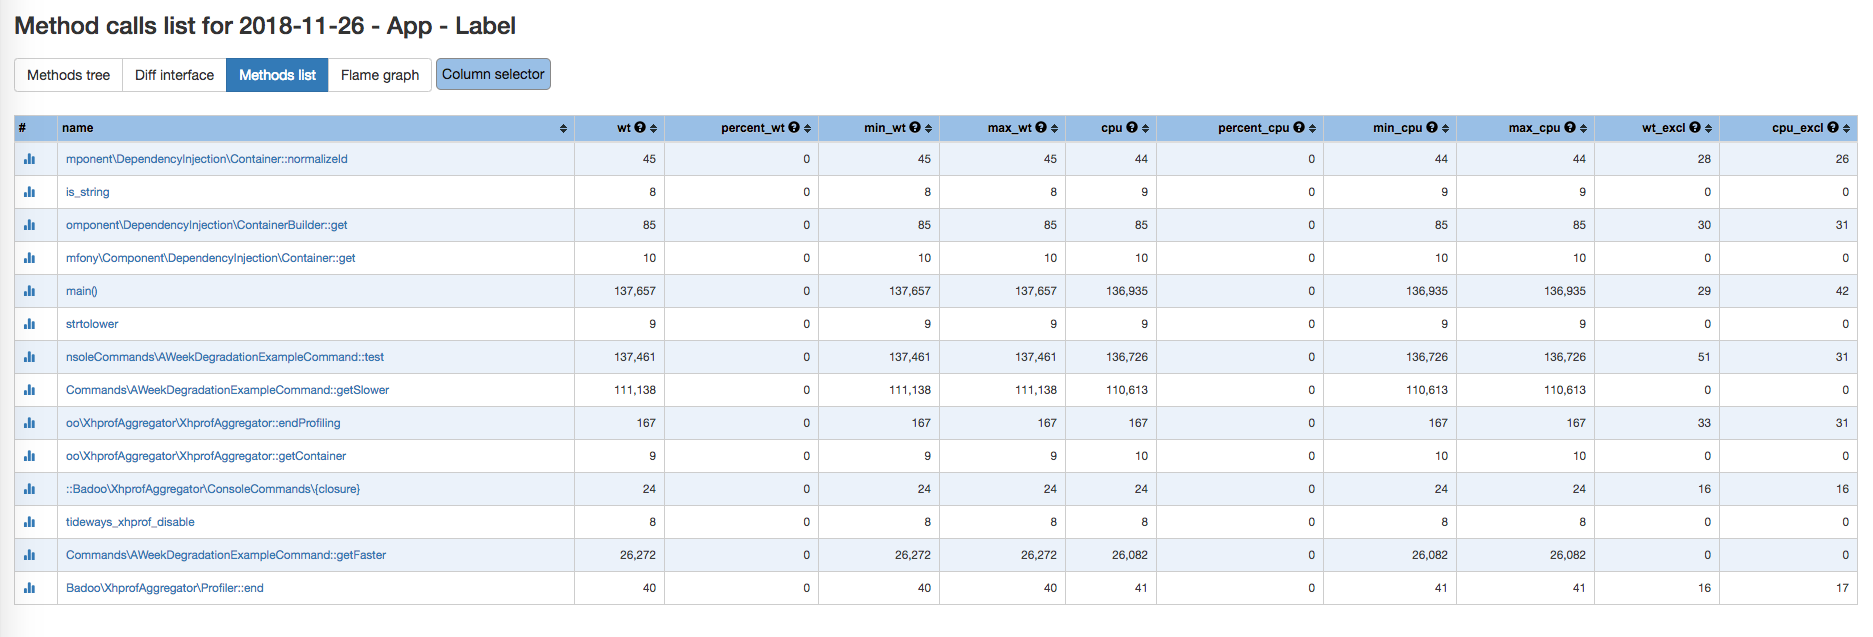 Method calls list for 2018-11-26 - App - Label
Methods tree Diff interface Methods list Flame graph Column selector
# name wt percent_wt min_wt max_wt cpu percent_cpu min_cpu max_cpu wt_excl cpu_excl
mponent\DependencyInjection\Container::normalizeId 45 0 45 45 44 0 44 44 28 26
is_string 8 0 8 8 9 0 9 9 0 0
omponent\DependencyInjection\ContainerBuilder::get 85 0 85 85 85 0 85 85 30 31
mfony\Component\DependencyInjection\Container::get 10 0 10 10 10 0 10 10 0 0
main() 137,657 0 137,657 137,657 136,935 0 136,935 136,935 29 42
strtolower 9 0 9 9 9 0 9 9 0 0
nsoleCommands\AWeekDegradationExampleCommand::test 137,461 0 137,461 137,461 136,726 0 136,726 136,726 51 31
Commands\AWeekDegradationExampleCommand::getSlower 111,138 0 111,138 111,138 110,613 0 110,613 110,613 0 0
oo\XhprofAggregator\XhprofAggregator::endProfiling 167 0 167 167 167 0 167 167 33 31
oo\XhprofAggregator\XhprofAggregator::getContainer 9 0 9 9 10 0 10 10 0 0
::Badoo\XhprofAggregator\ConsoleCommands\{closure} 24 0 24 24 24 0 24 24 16 16
tideways_xhprof_disable 8 0 8 8 8 0 8 8 0 0
Commands\AWeekDegradationExampleCommand::getFaster 26,272 0 26,272 26,272 26,082 0 26,082 26,082 0 0
Badoo\XhprofAggregator\Profiler::end 40 0 40 40 41 0 41 41 16 17